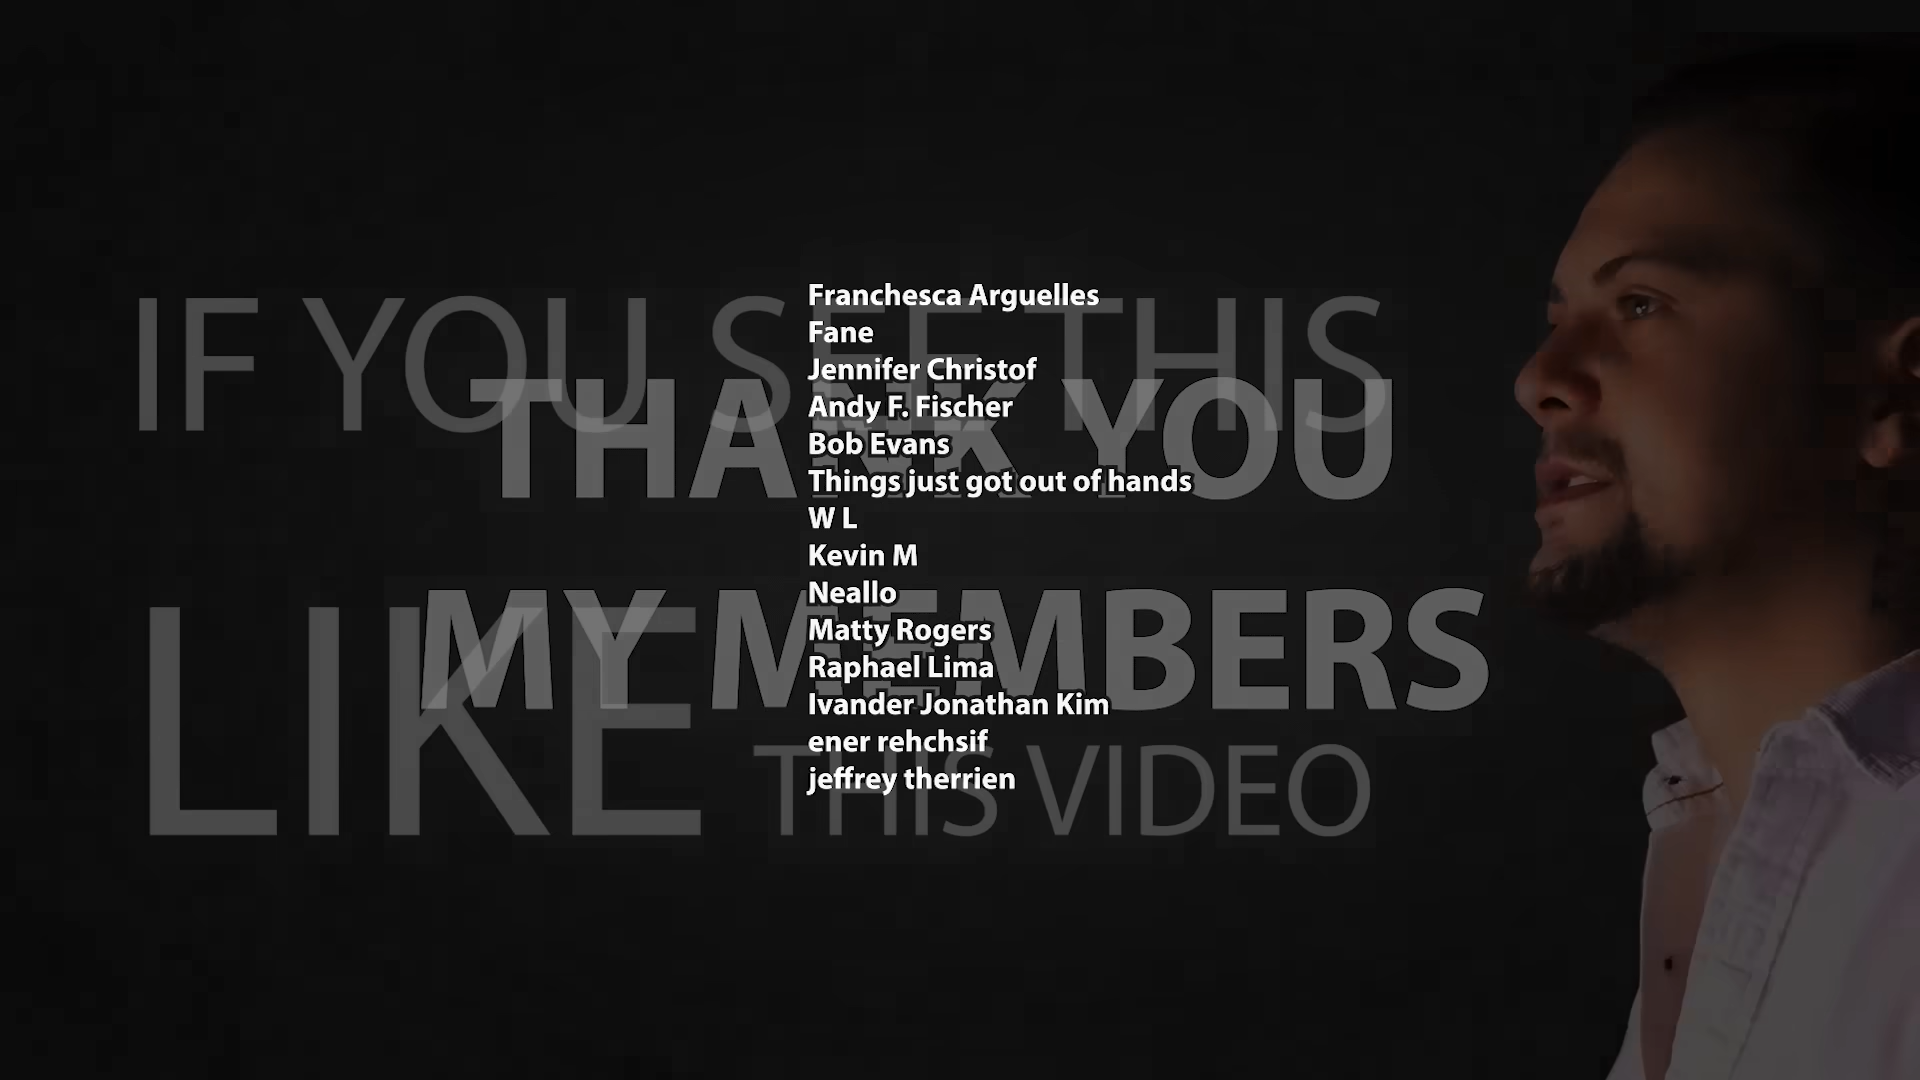 IF YOU SEE THIS
LIKE
THIS VIDEO
THANK YOU
MY MEMBERS
Franchesca Arguelles
Fane
Jennifer Christof
Andy F. Fischer
Bob Evans
Things just got out of hands
W L
Kevin M
Neallo
Matty Rogers
Raphael Lima
Ivander Jonathan Kim
ener rehchsif
jeffrey therrien